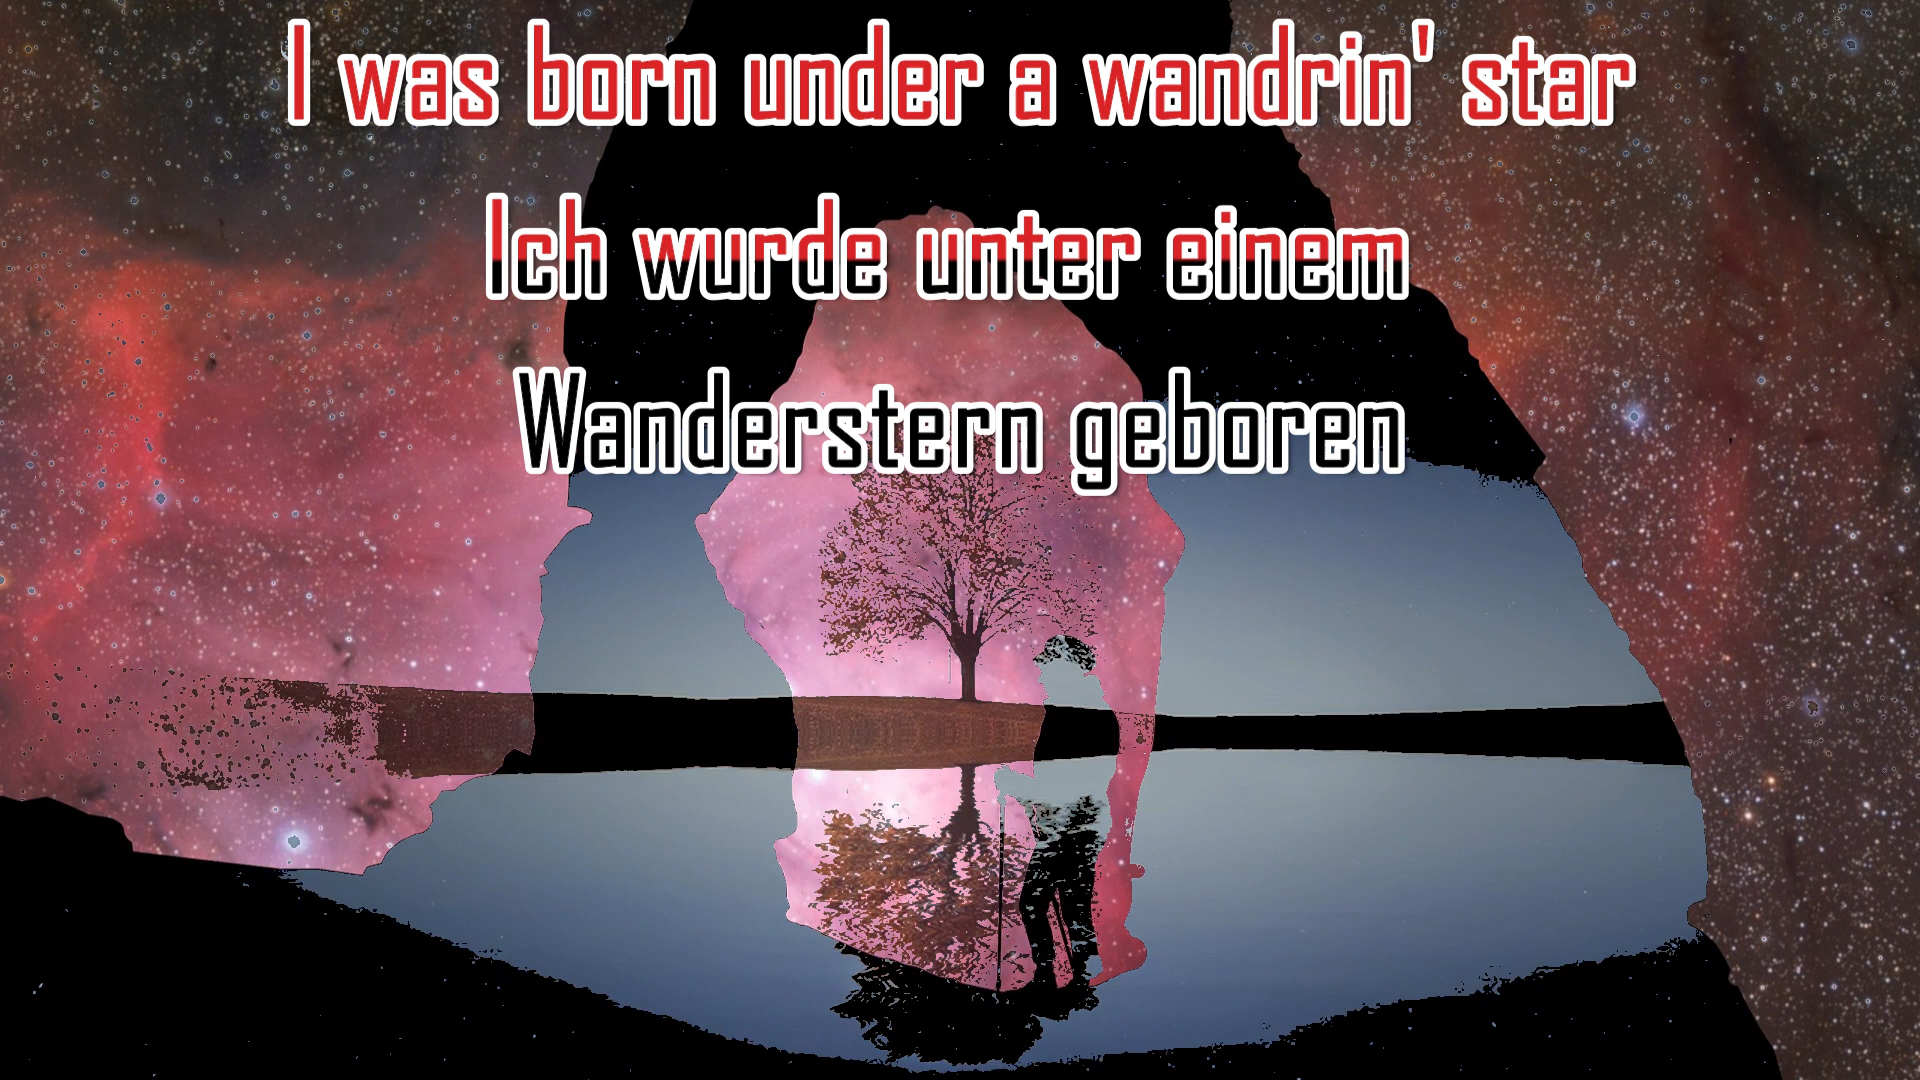 I was born under a wandrin' star
Ich wurde unter einem
Wanderstern geboren